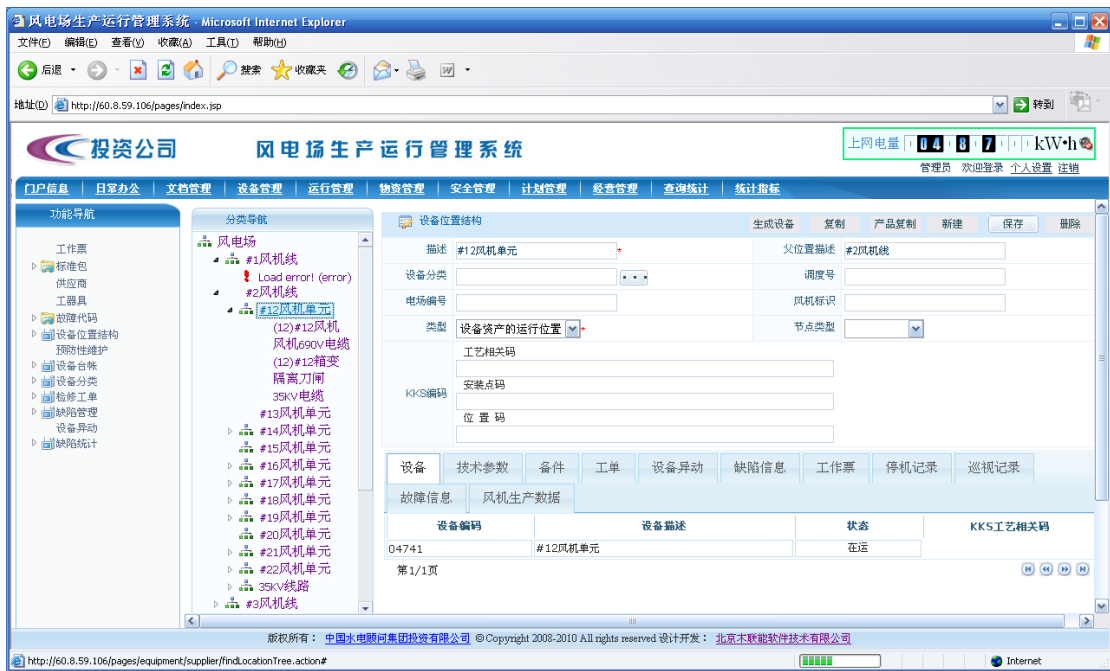 风电场生产运行管理系统 - Microsoft Internet Explorer
文件(F) 编辑(E) 查看(V) 收藏(A) 工具(T) 帮助(H)
后退 搜索 收藏夹
地址(D) http://60.8.59.106/pages/index.jsp 转到
投资公司 风电场生产运行管理系统 上网电量 0 4 8 7 kW•h
管理员 欢迎登录 个人设置 注销
门户信息 日常办公 文档管理 设备管理 运行管理 物资管理 安全管理 计划管理 经营管理 查询统计 统计指标
功能导航
工作票
标准包
供应商
工器具
故障代码
设备位置结构
预防性维护
设备台帐
设备分类
检修工单
缺陷管理
设备异动
缺陷统计
分类导航
风电场
#1风机线
Load error! (error)
#2风机线
#12风机单元
(12)#12风机
风机690V电缆
(12)#12箱变
隔离刀闸
35KV电缆
#13风机单元
#14风机单元
#15风机单元
#16风机单元
#17风机单元
#18风机单元
#19风机单元
#20风机单元
#21风机单元
#22风机单元
35KV线路
#3风机线
设备位置结构 生成设备 复制 产品复制 新建 保存 删除
描述 #12风机单元* 父位置描述 #2风机线
设备分类 ... 调度号
电场编号 风机标识
类型 设备资产的运行位置 * 节点类型
KKS编码
工艺相关码
安装点码
位 置 码
设备 技术参数 备件 工单 设备异动 缺陷信息 工作票 停机记录 巡视记录
故障信息 风机生产数据
设备编码 设备描述 状态 KKS工艺相关码
04741 #12风机单元 在运
第1/1页
版权所有： 中国水电顾问集团投资有限公司 ©Copyright 2008-2010 All rights reserved 设计开发： 北京木联能软件技术有限公司
http://60.8.59.106/pages/equipment/supplier/findLocationTree.action# Internet